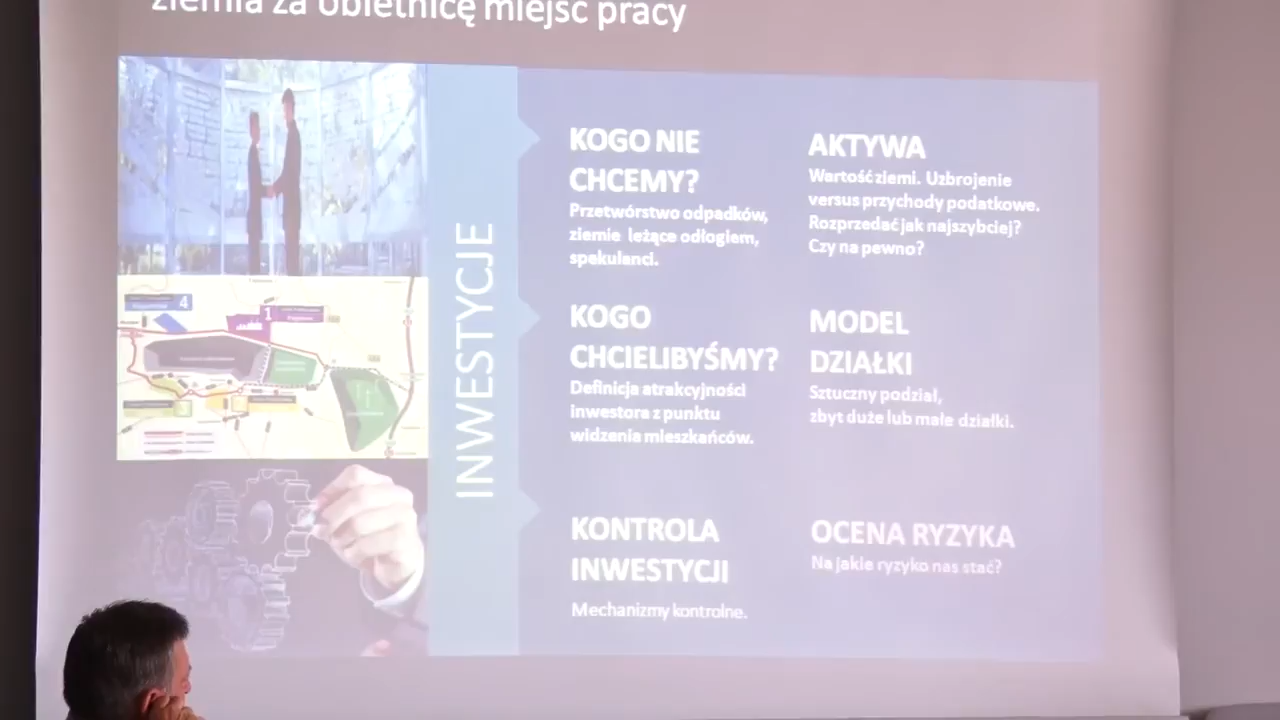 ziemia za obietnicę miejsc pracy
INWESTYCJE
KOGO NIE
CHCEMY?
Przetwórstwo odpadków,
ziemie leżące odłogiem,
spekulanci.
AKTYWA
Wartość ziemi. Uzbrojenie
versus przychody podatkowe.
Rozprzedać jak najszybciej?
Czy na pewno?
KOGO
CHCIELIBYŚMY?
Definicja atrakcyjności
inwestora z punktu
widzenia mieszkańców.
MODEL
DZIAŁKI
Sztuczny podział,
zbyt duże lub małe działki.
KONTROLA
INWESTYCJI
Mechanizmy kontrolne.
OCENA RYZYKA
Na jakie ryzyko nas stać?
4
1